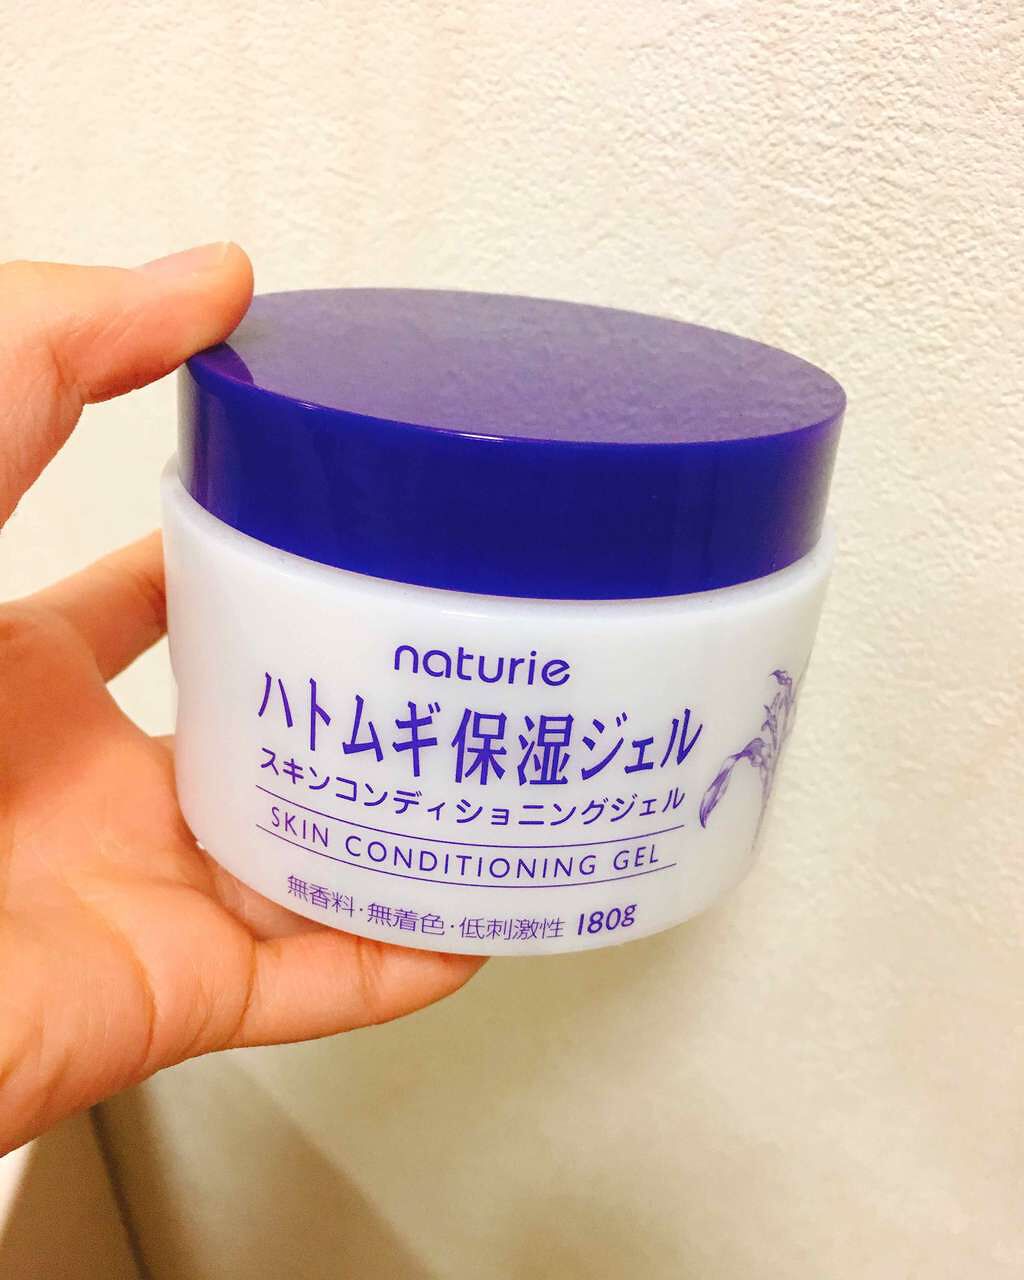 naturie
ハトムギ保湿ジェル
スキンコンディショニングジェル
SKIN CONDITIONING GEL
無香料・無着色・低刺激性 180g